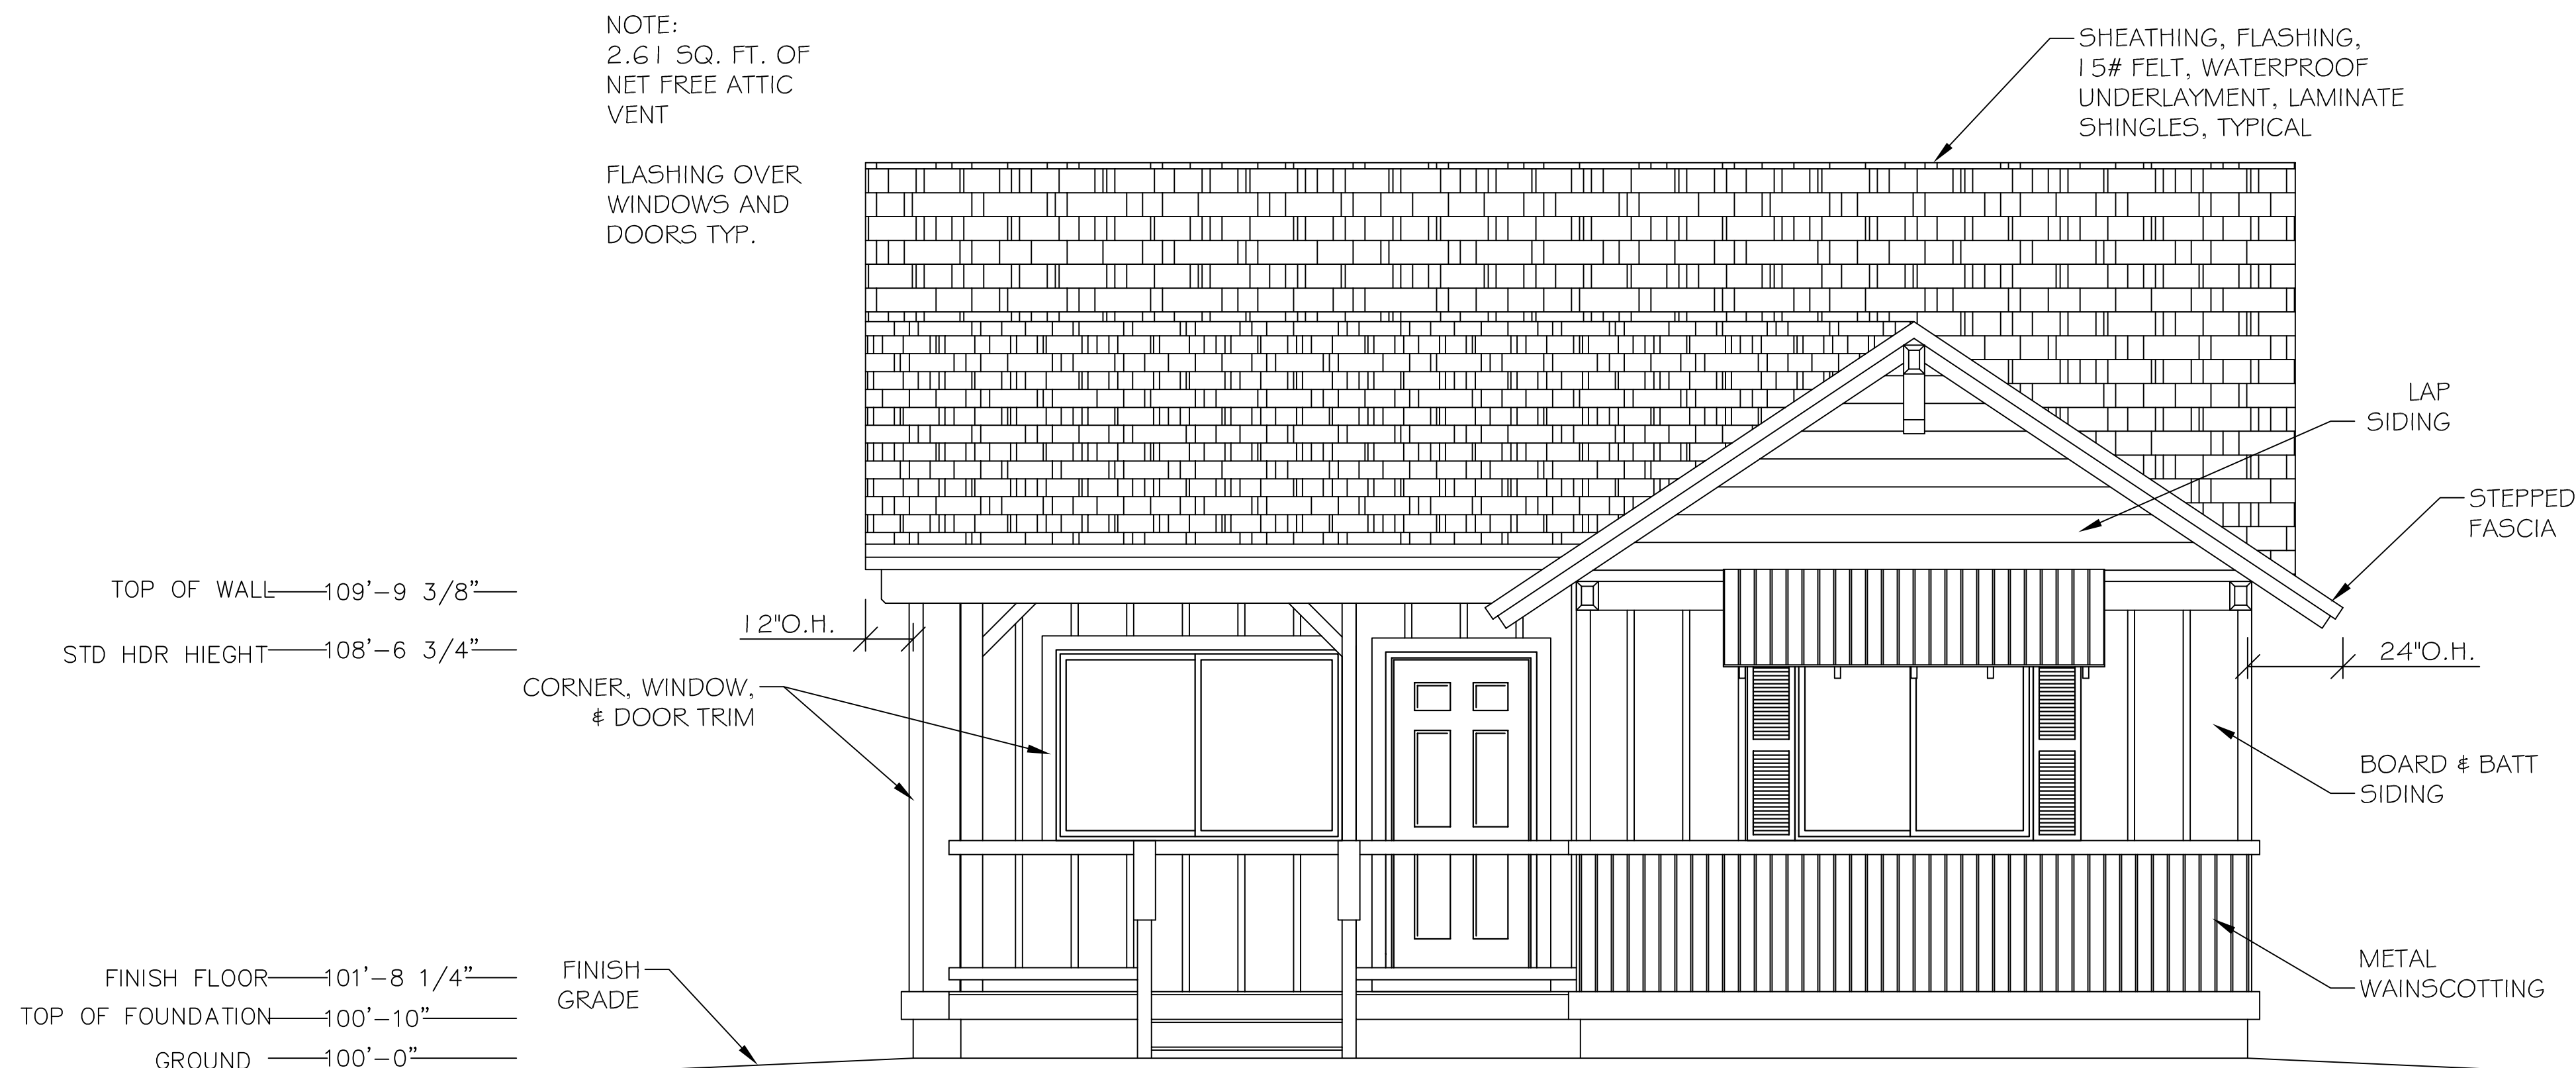 NOTE:
2.61 SQ. FT. OF
NET FREE ATTIC
VENT
FLASHING OVER
WINDOWS AND
DOORS TYP.
SHEATHING, FLASHING,
15# FELT, WATERPROOF
UNDERLAYMENT, LAMINATE
SHINGLES, TYPICAL
LAP
SIDING
STEPPED
FASCIA
TOP OF WALL 109'-9 3/8"
STD HDR HIEGHT 108'-6 3/4"
12"O.H.
24"O.H.
CORNER, WINDOW,
& DOOR TRIM
BOARD & BATT
SIDING
METAL
WAINSCOTTING
FINISH
GRADE
FINISH FLOOR 101'-8 1/4"
TOP OF FOUNDATION 100'-10"
GROUND 100'-0"